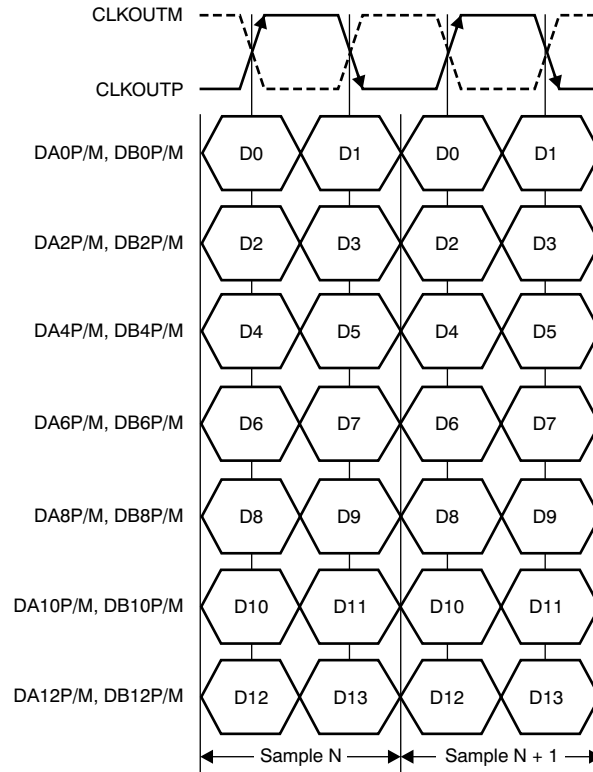 CLKOUTM
CLKOUTP
DA0P/M, DB0P/M D0 D1 D0 D1
DA2P/M, DB2P/M D2 D3 D2 D3
DA4P/M, DB4P/M D4 D5 D4 D5
DA6P/M, DB6P/M D6 D7 D6 D7
DA8P/M, DB8P/M D8 D9 D8 D9
DA10P/M, DB10P/M D10 D11 D10 D11
DA12P/M, DB12P/M D12 D13 D12 D13
Sample N Sample N + 1